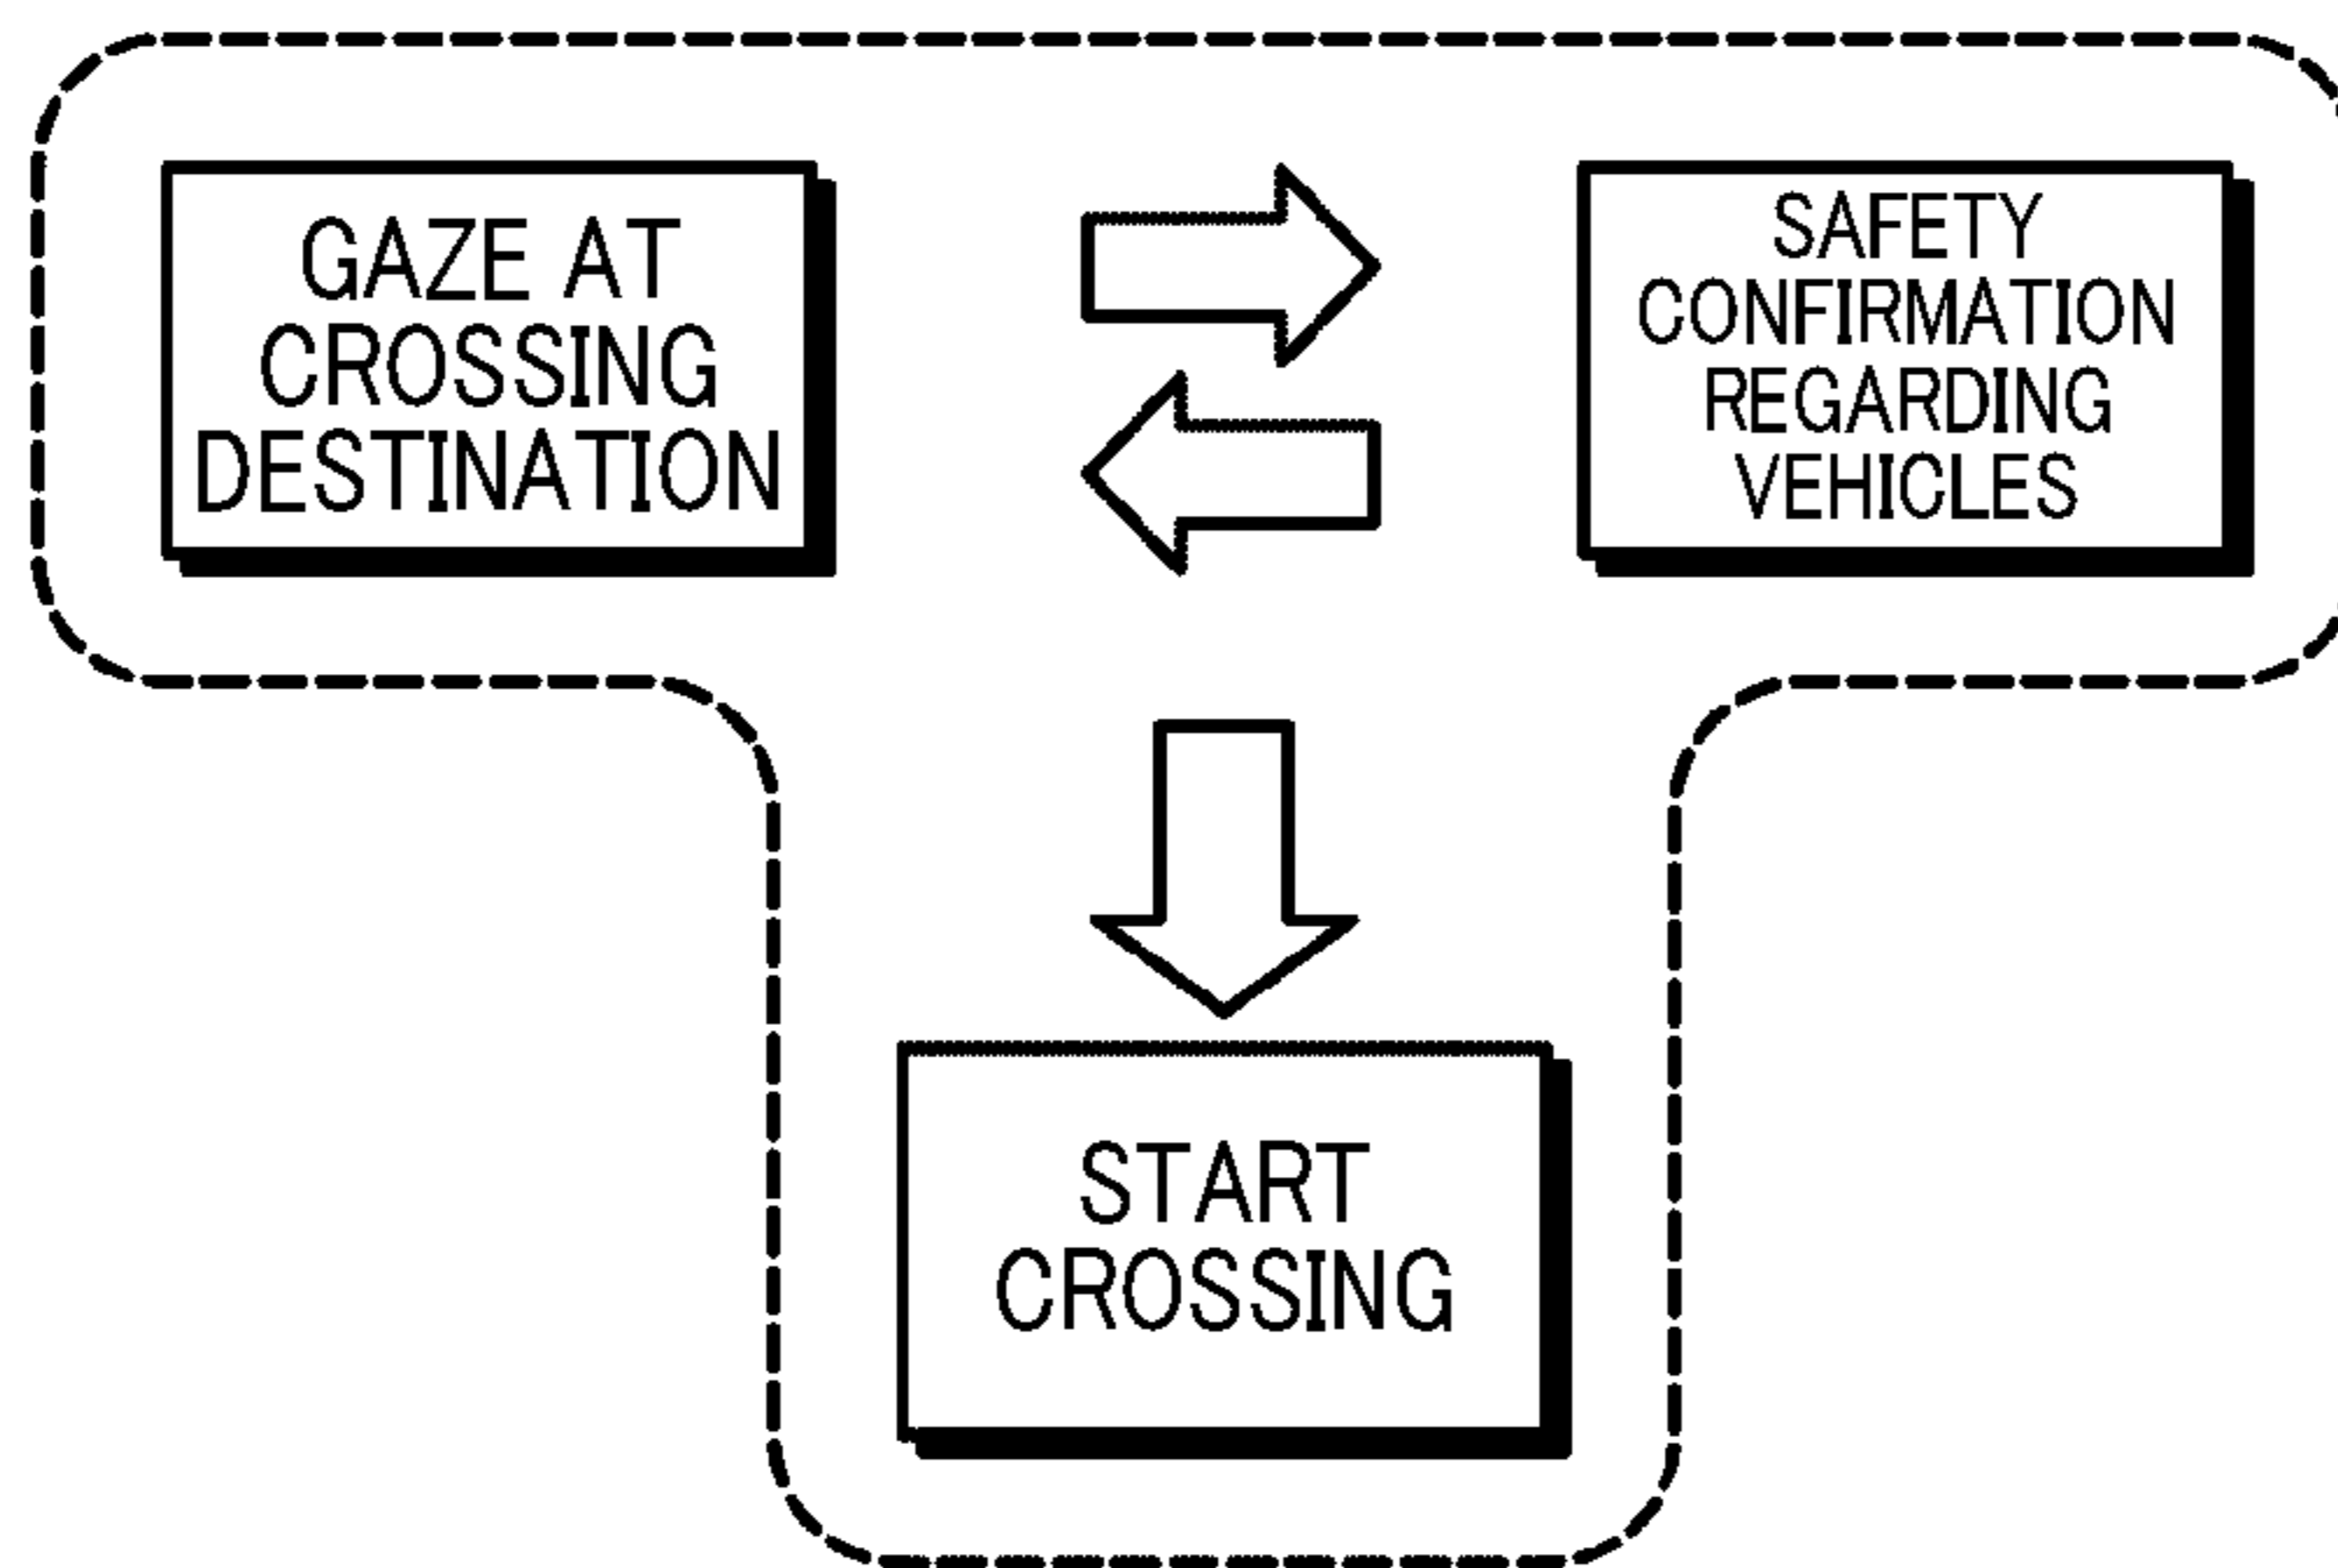 GAZE AT
CROSSING
DESTINATION
SAFETY
CONFIRMATION
REGARDING
VEHICLES
START
CROSSING